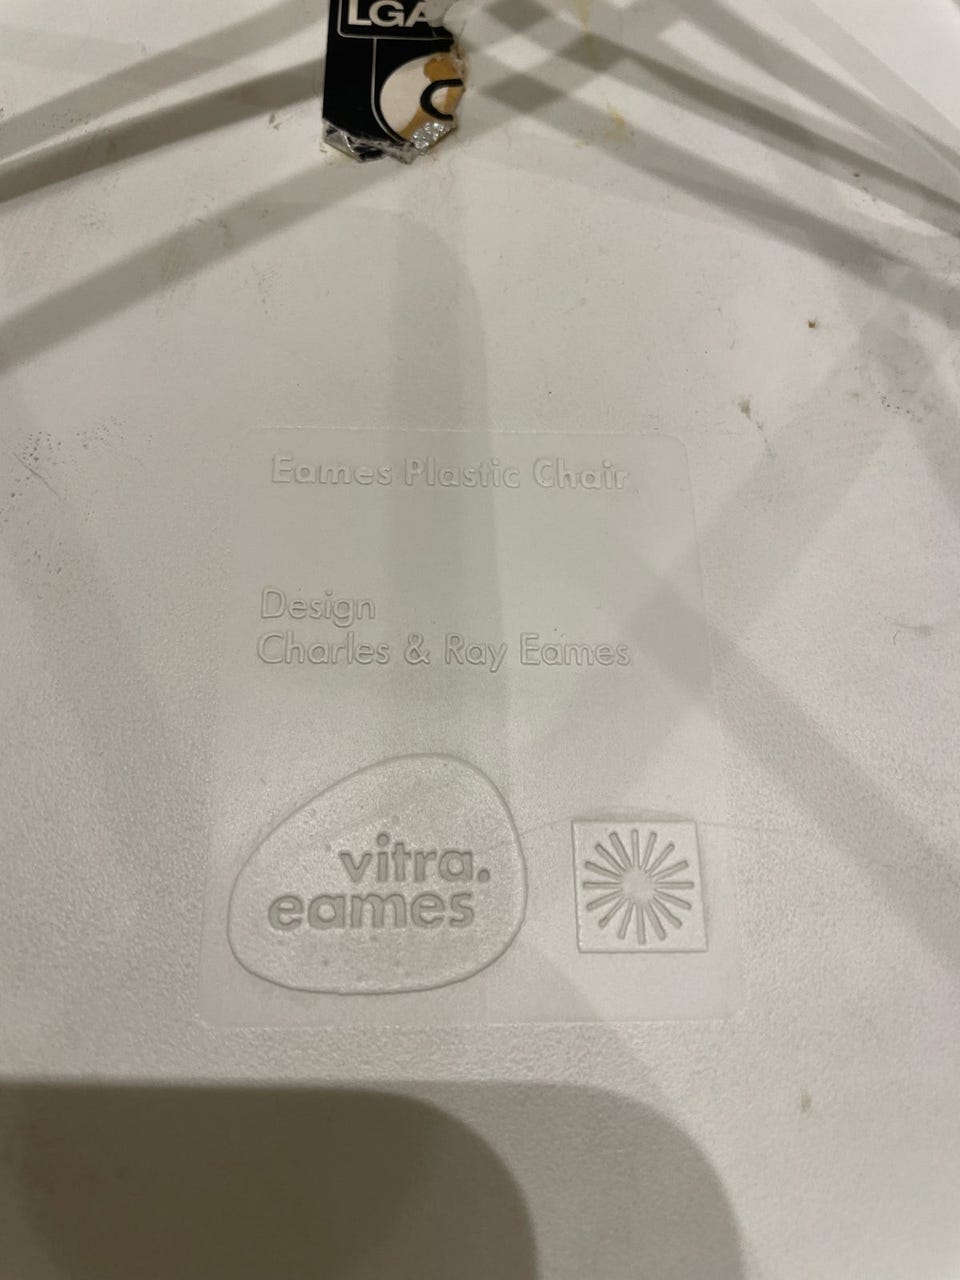 LGA
Eames Plastic Chair
Design
Charles & Ray Eames
vitra.
eames